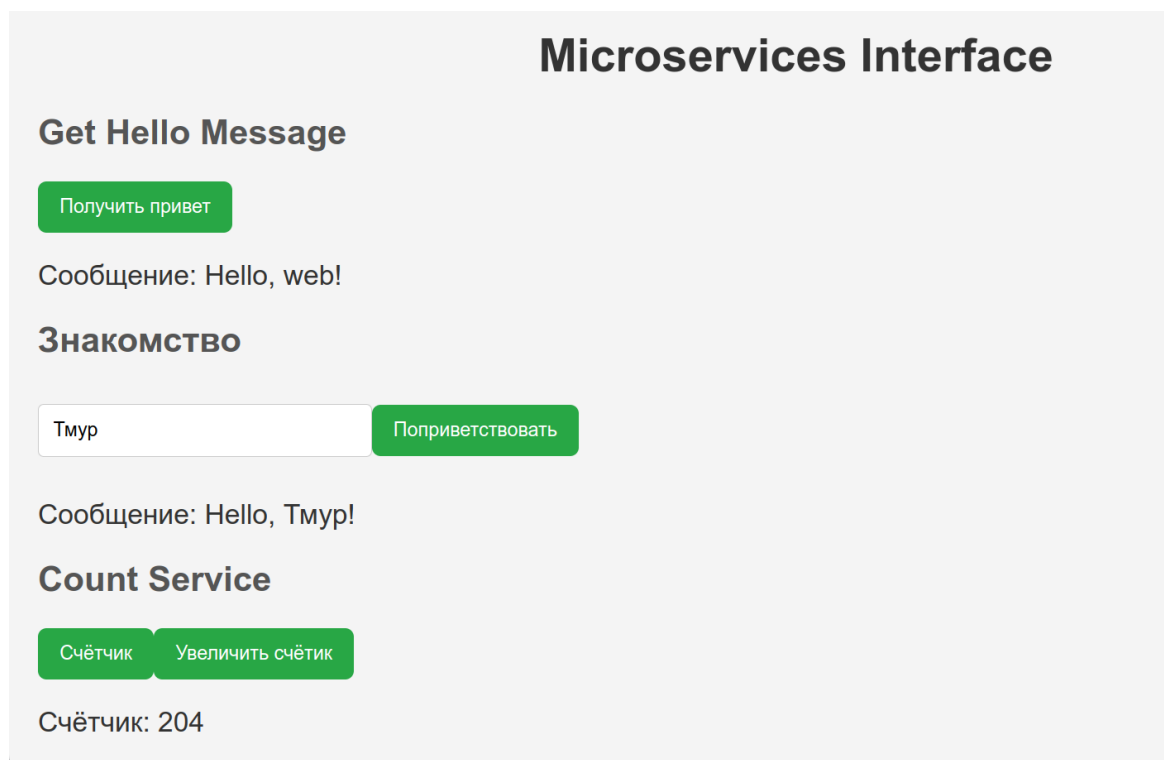 Microservices Interface
Get Hello Message
Получить привет
Сообщение: Hello, web!
Знакомство
Тмур Поприветствовать
Сообщение: Hello, Тмур!
Count Service
Счётчик Увеличить счётик
Счётчик: 204